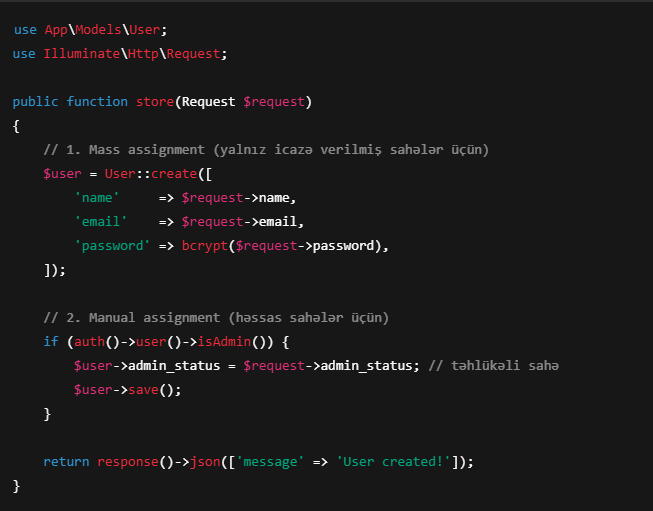 use App\Models\User;
use Illuminate\Http\Request;

public function store(Request $request)
{
    // 1. Mass assignment (yalnız icazə verilmiş sahələr üçün)
    $user = User::create([
        'name'     => $request->name,
        'email'    => $request->email,
        'password' => bcrypt($request->password),
    ]);

    // 2. Manual assignment (həssas sahələr üçün)
    if (auth()->user()->isAdmin()) {
        $user->admin_status = $request->admin_status; // təhlükəli sahə
        $user->save();
    }

    return response()->json(['message' => 'User created!']);
}